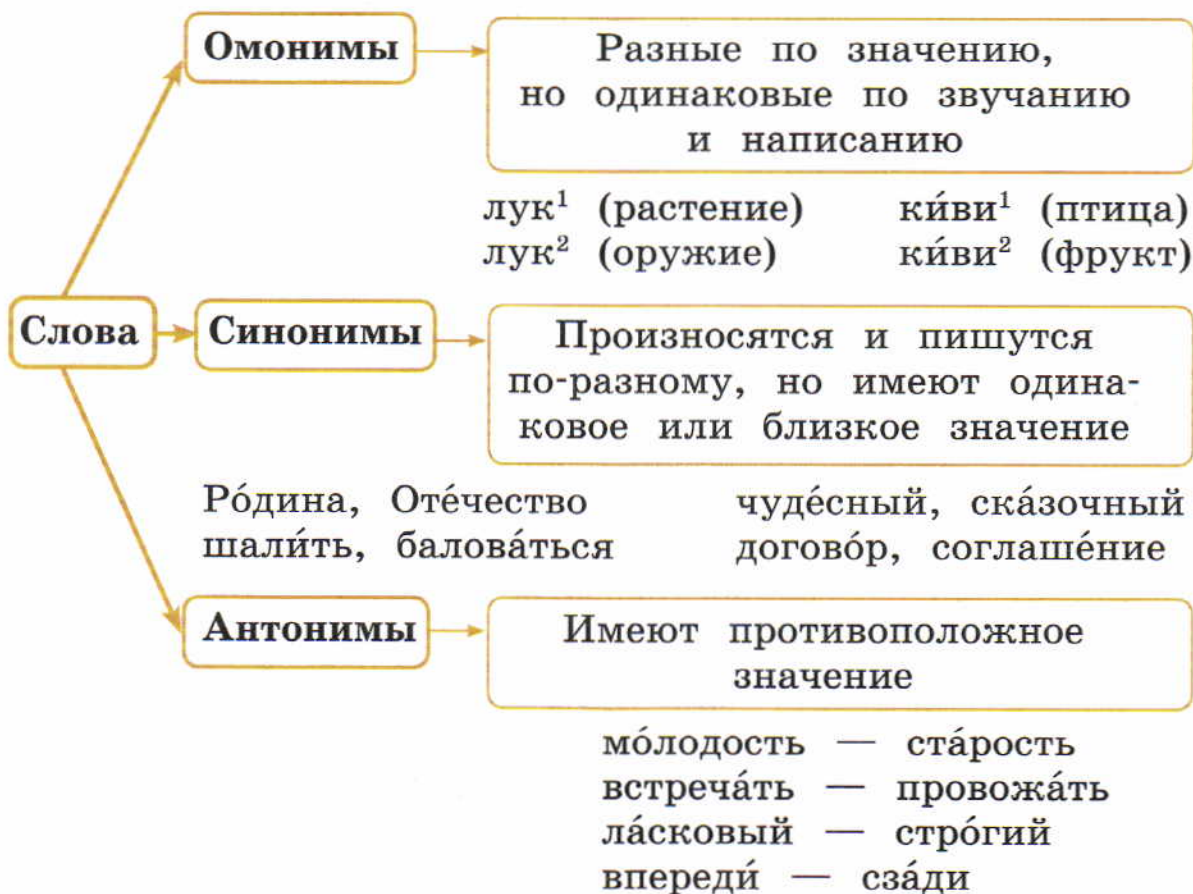 Омонимы
Разные по значению,
но одинаковые по звучанию
и написанию
лук¹ (растение) ки́ви¹ (птица)
лук² (оружие) ки́ви² (фрукт)
Слова
Синонимы
Произносятся и пишутся
по-разному, но имеют одина-
ковое или близкое значение
Ро́дина, Оте́чество чуде́сный, ска́зочный
шали́ть, балова́ться догово́р, соглаше́ние
Антонимы
Имеют противоположное
значение
мо́лодость — ста́рость
встреча́ть — провожа́ть
ла́сковый — стро́гий
впереди́ — сза́ди